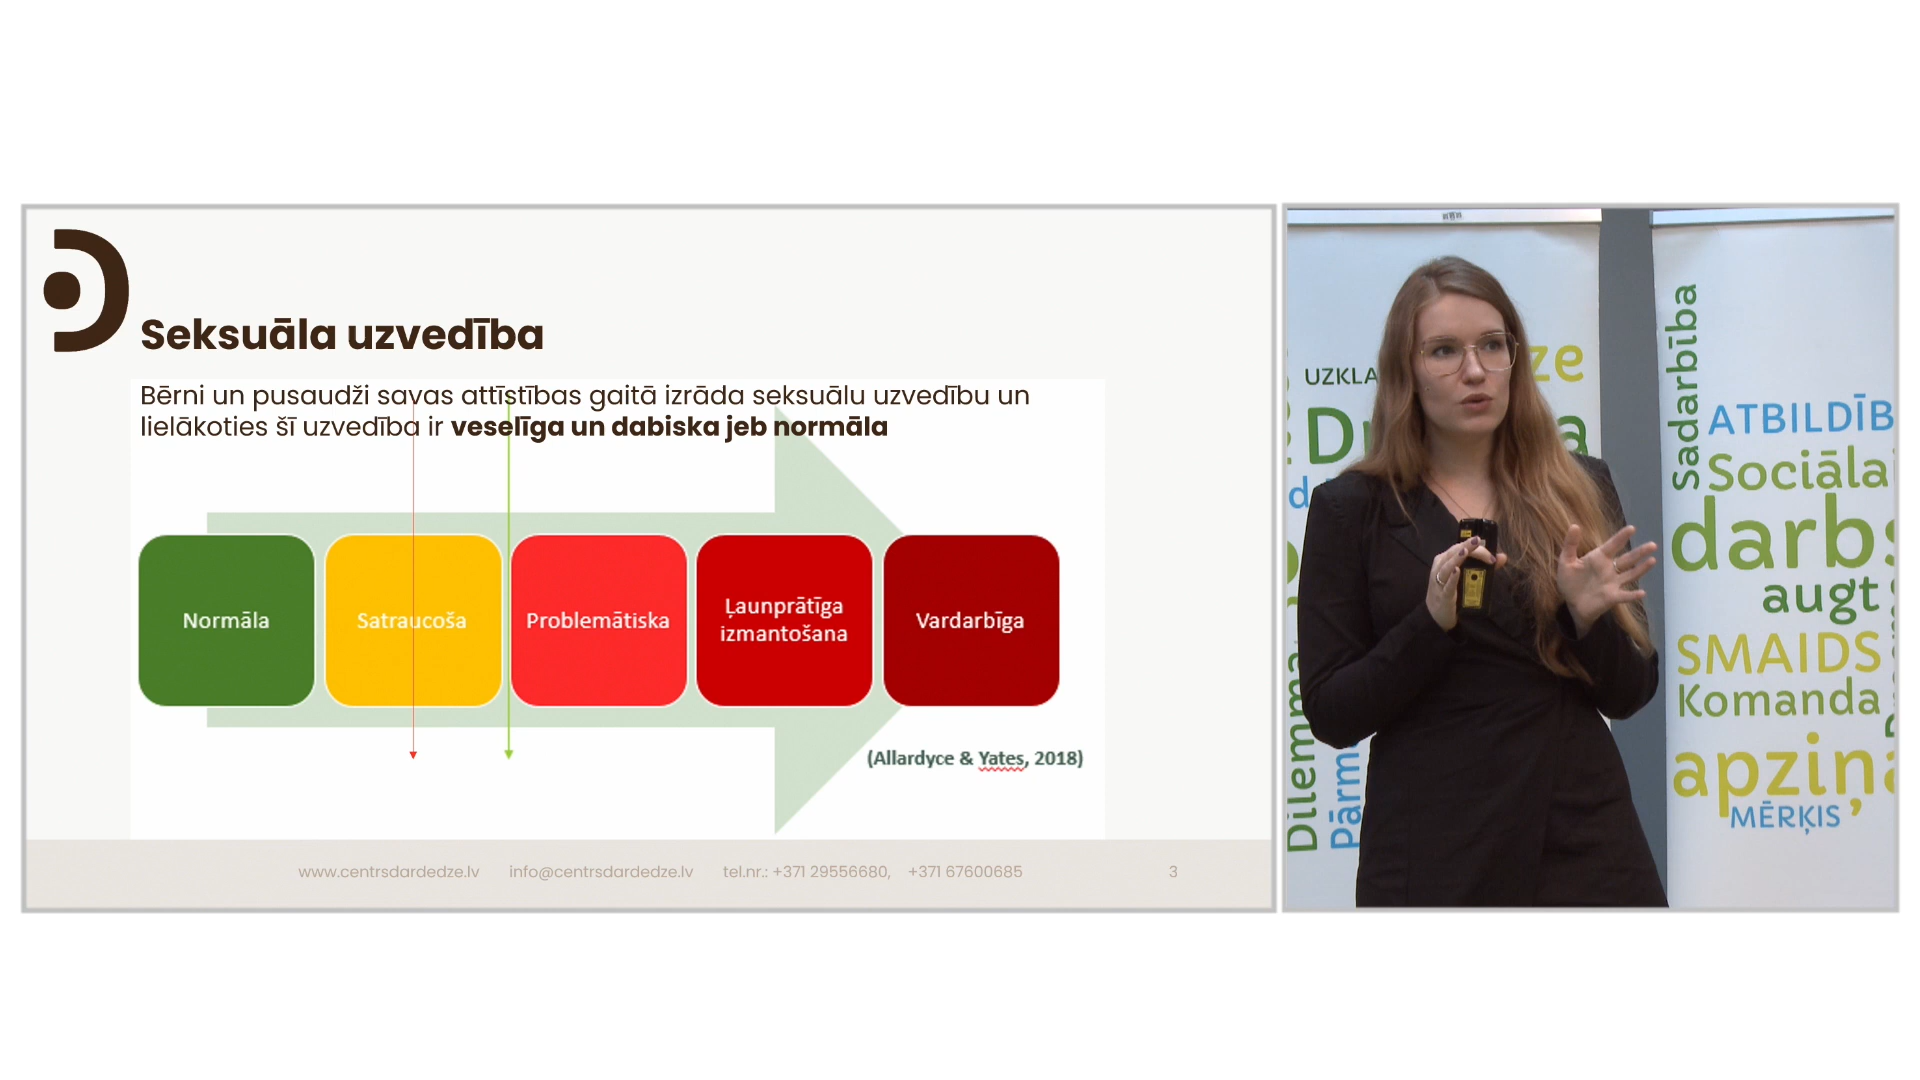 Seksuāla uzvedība
Bērni un pusaudži savas attīstības gaitā izrāda seksuālu uzvedību un
lielākoties šī uzvedība ir veselīga un dabiska jeb normāla
Normāla
Satraucoša
Problemātiska
Ļaunprātīga
izmantošana
Vardarbīga
(Allardyce & Yates, 2018)
www.centrsdardedze.lv info@centrsdardedze.lv tel.nr.: +371 29556680, +371 67600685 3
Sadarbība
ATBILDĪB
Sociāla
darbs
augt
SMAIDS
Komanda
apziņa
MĒRĶIS
UZKLA
ze
Dilemma
Pārm